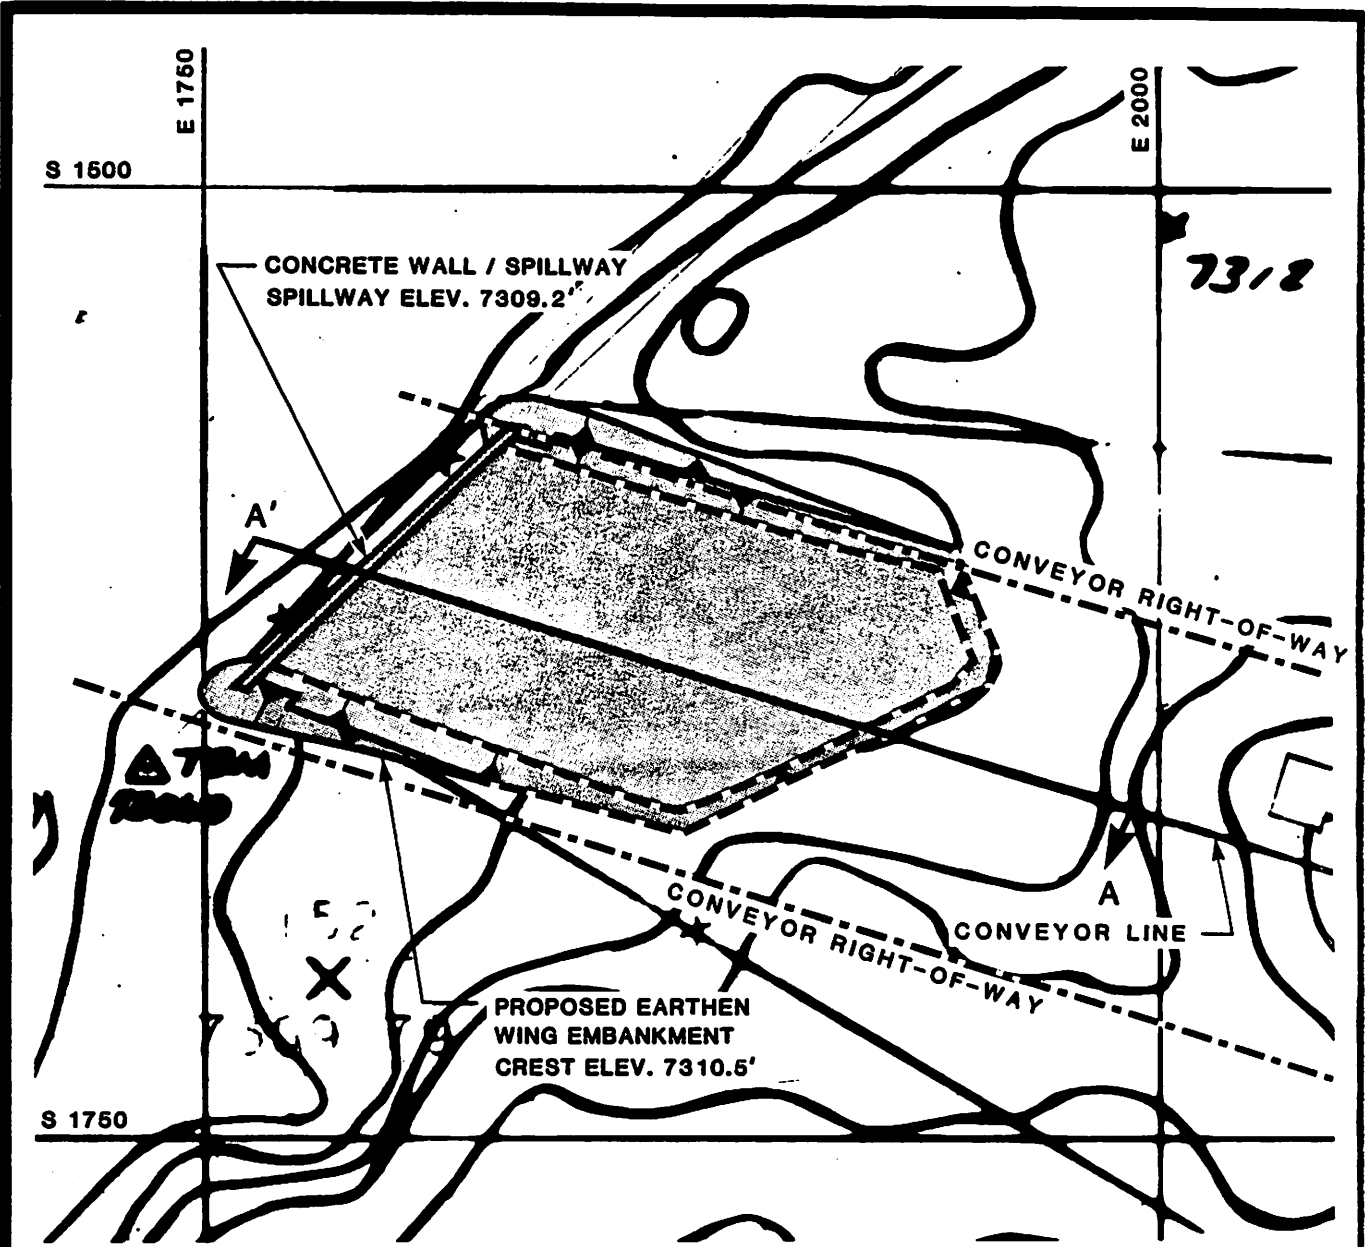 E 1750
E 2000
S 1500
7312
CONCRETE WALL / SPILLWAY
SPILLWAY ELEV. 7309.2'
A'
CONVEYOR RIGHT-OF-WAY
TBM
A
CONVEYOR RIGHT-OF-WAY
CONVEYOR LINE
PROPOSED EARTHEN
WING EMBANKMENT
CREST ELEV. 7310.5'
S 1750